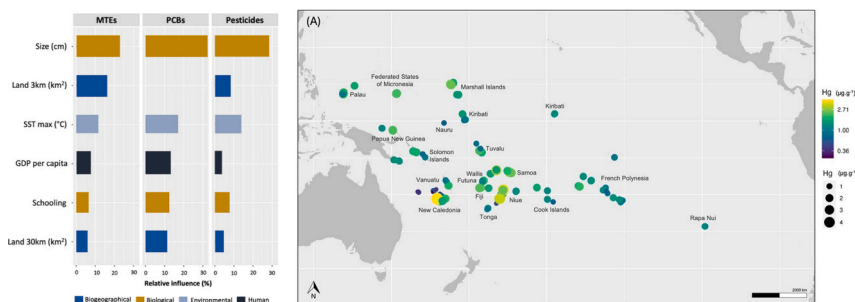 MTEs PCBs Pesticides
Size (cm)
Land 3km (km²)
SST max (°C)
GDP per capita
Schooling
Land 30km (km²)
0 10 20 30 0 10 20 30 0 10 20 30
Relative influence (%)
Biogeographical Biological Environmental Human
(A)
Palau
Federated States
of Micronesia
Marshall Islands
Kiribati
Kiribati
Nauru
Papua New Guinea
Solomon
Islands
Tuvalu
Vanuatu
Wallis
Futuna
Samoa
French Polynesia
Fiji
Niue
New Caledonia
Tonga
Cook Islands
Rapa Nui
Hg (µg.g⁻¹)
2.71
1.00
0.36
Hg (µg.g⁻¹)
1
2
3
4
N
2000 km